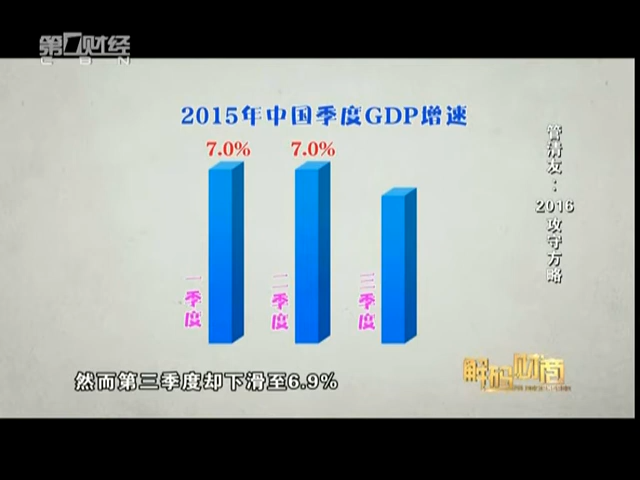 第一财经
CBN
2015年中国季度GDP增速
7.0%
7.0%
一季度
二季度
三季度
管清友：2016攻守方略
然而第三季度却下滑至6.9%
解码财商